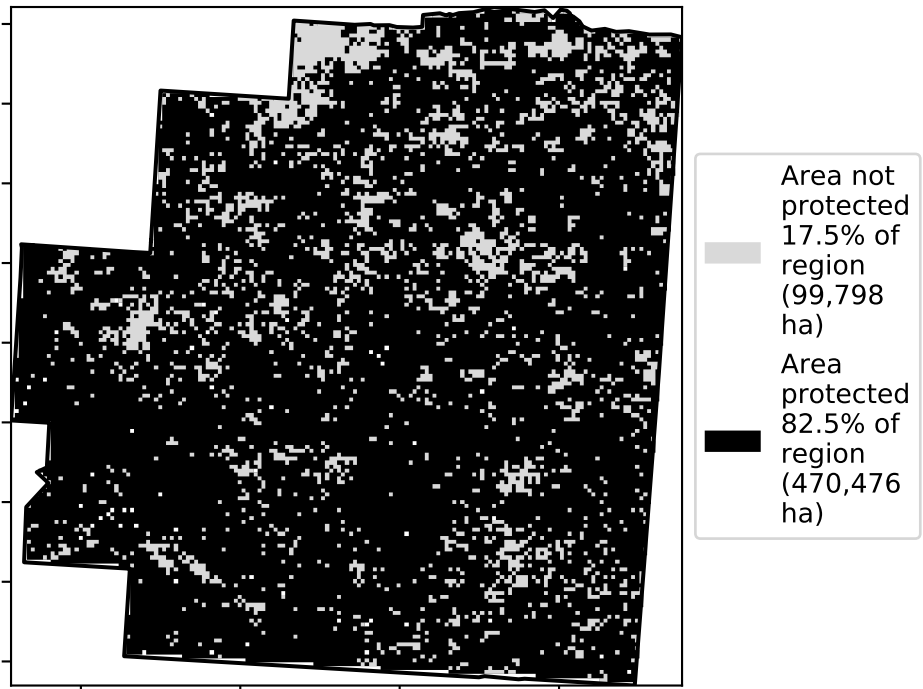 Area not
protected
17.5% of
region
(99,798
ha)
Area
protected
82.5% of
region
(470,476
ha)